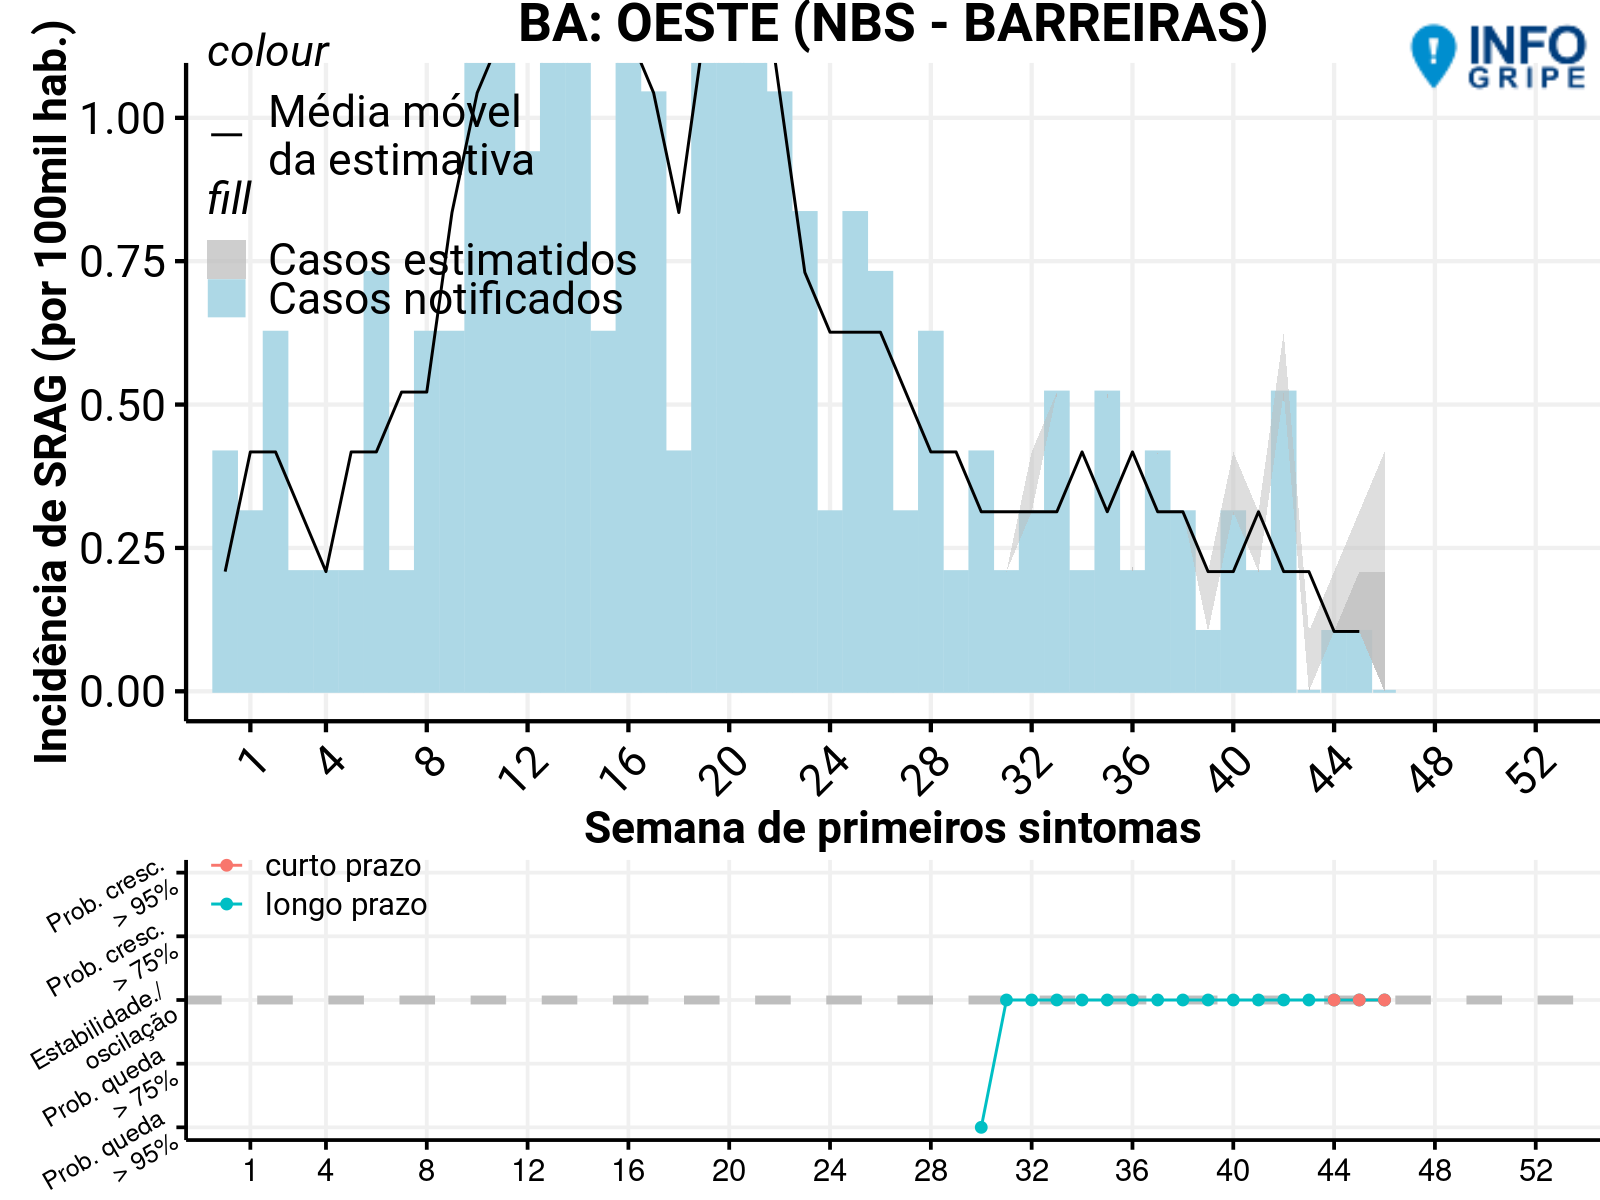 BA: OESTE (NBS - BARREIRAS)
INFO
GRIPE
colour
Média móvel
da estimativa
fill
Casos estimatidos
Casos notificados
Incidência de SRAG (por 100mil hab.)
1.00
0.75
0.50
0.25
0.00
1 4 8 12 16 20 24 28 32 36 40 44 48 52
Semana de primeiros sintomas
curto prazo
longo prazo
Prob. cresc.
> 95%
Prob. cresc.
> 75%
Estabilidade./
oscilação
Prob. queda
> 75%
Prob. queda
> 95%
1 4 8 12 16 20 24 28 32 36 40 44 48 52